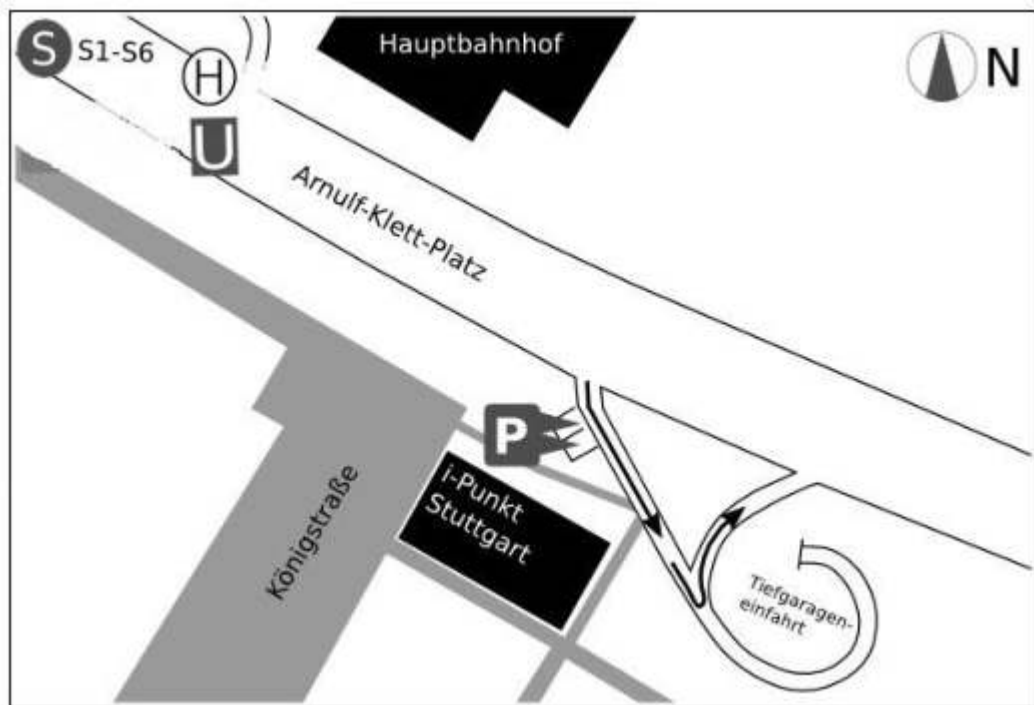 S S1-S6
H
U
Hauptbahnhof
N
Arnulf-Klett-Platz
P
i-Punkt
Stuttgart
Königstraße
Tiefgaragen-
einfahrt